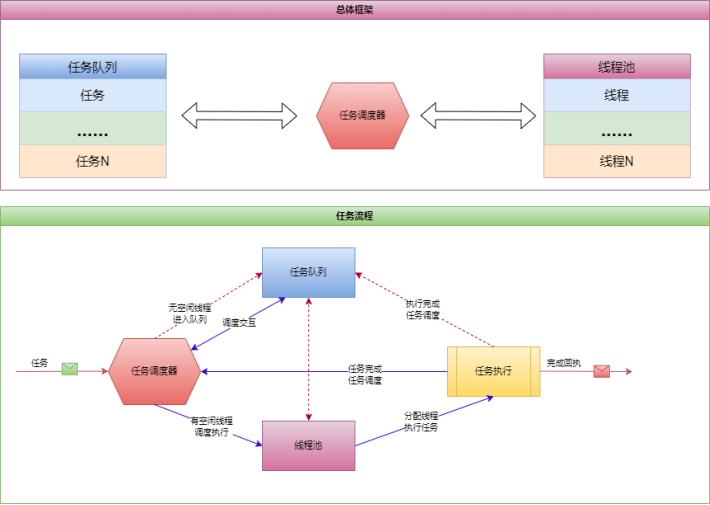 总体框架
任务队列
任务
......
任务N
任务调度器
线程池
线程
......
线程N
任务流程
任务队列
无空闲线程
进入队列
调度交互
执行完成
任务调度
任务
任务调度器
任务完成
任务调度
任务执行
完成回执
有空闲线程
调度执行
线程池
分配线程
执行任务